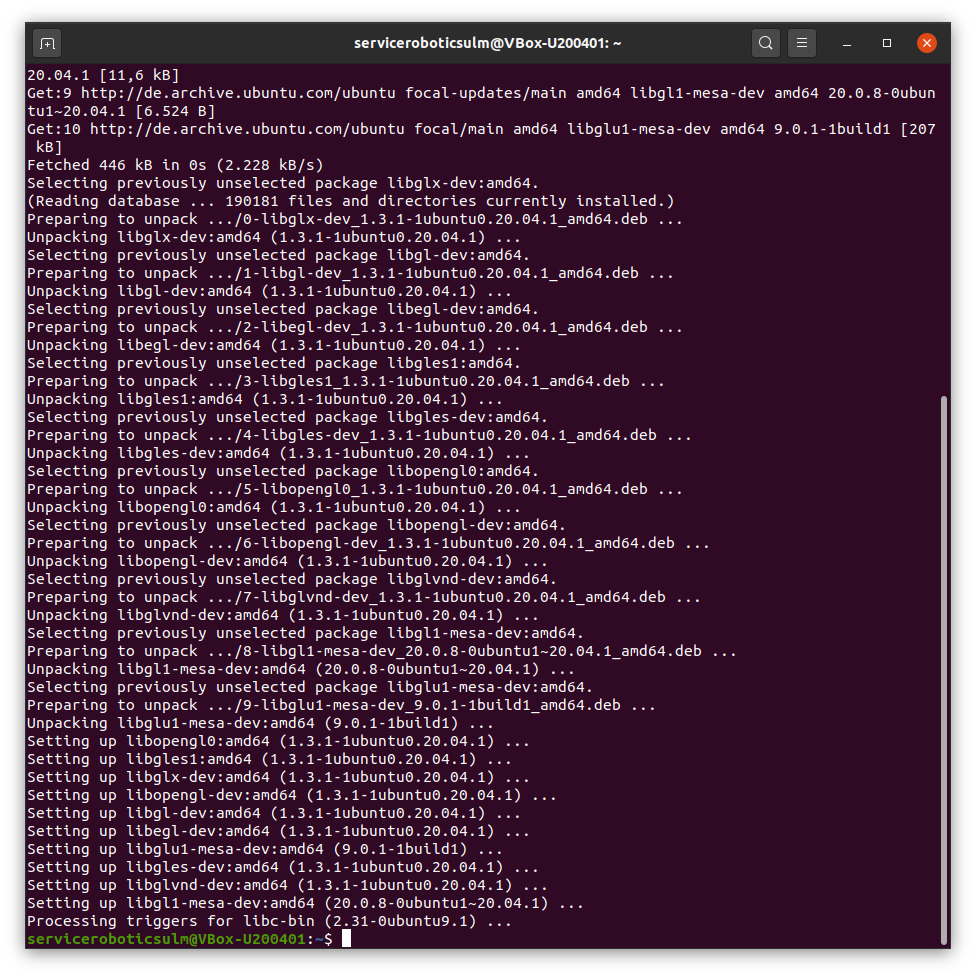 serviceroboticsulm@VBox-U200401: ~
20.04.1 [11,6 kB]
Get:9 http://de.archive.ubuntu.com/ubuntu focal-updates/main amd64 libgl1-mesa-dev amd64 20.0.8-0ubun
tu1~20.04.1 [6.524 B]
Get:10 http://de.archive.ubuntu.com/ubuntu focal/main amd64 libglu1-mesa-dev amd64 9.0.1-1build1 [207
 kB]
Fetched 446 kB in 0s (2.228 kB/s)
Selecting previously unselected package libglx-dev:amd64.
(Reading database ... 190181 files and directories currently installed.)
Preparing to unpack .../0-libglx-dev_1.3.1-1ubuntu0.20.04.1_amd64.deb ...
Unpacking libglx-dev:amd64 (1.3.1-1ubuntu0.20.04.1) ...
Selecting previously unselected package libgl-dev:amd64.
Preparing to unpack .../1-libgl-dev_1.3.1-1ubuntu0.20.04.1_amd64.deb ...
Unpacking libgl-dev:amd64 (1.3.1-1ubuntu0.20.04.1) ...
Selecting previously unselected package libegl-dev:amd64.
Preparing to unpack .../2-libegl-dev_1.3.1-1ubuntu0.20.04.1_amd64.deb ...
Unpacking libegl-dev:amd64 (1.3.1-1ubuntu0.20.04.1) ...
Selecting previously unselected package libgles1:amd64.
Preparing to unpack .../3-libgles1_1.3.1-1ubuntu0.20.04.1_amd64.deb ...
Unpacking libgles1:amd64 (1.3.1-1ubuntu0.20.04.1) ...
Selecting previously unselected package libgles-dev:amd64.
Preparing to unpack .../4-libgles-dev_1.3.1-1ubuntu0.20.04.1_amd64.deb ...
Unpacking libgles-dev:amd64 (1.3.1-1ubuntu0.20.04.1) ...
Selecting previously unselected package libopengl0:amd64.
Preparing to unpack .../5-libopengl0_1.3.1-1ubuntu0.20.04.1_amd64.deb ...
Unpacking libopengl0:amd64 (1.3.1-1ubuntu0.20.04.1) ...
Selecting previously unselected package libopengl-dev:amd64.
Preparing to unpack .../6-libopengl-dev_1.3.1-1ubuntu0.20.04.1_amd64.deb ...
Unpacking libopengl-dev:amd64 (1.3.1-1ubuntu0.20.04.1) ...
Selecting previously unselected package libglvnd-dev:amd64.
Preparing to unpack .../7-libglvnd-dev_1.3.1-1ubuntu0.20.04.1_amd64.deb ...
Unpacking libglvnd-dev:amd64 (1.3.1-1ubuntu0.20.04.1) ...
Selecting previously unselected package libgl1-mesa-dev:amd64.
Preparing to unpack .../8-libgl1-mesa-dev_20.0.8-0ubuntu1~20.04.1_amd64.deb ...
Unpacking libgl1-mesa-dev:amd64 (20.0.8-0ubuntu1~20.04.1) ...
Selecting previously unselected package libglu1-mesa-dev:amd64.
Preparing to unpack .../9-libglu1-mesa-dev_9.0.1-1build1_amd64.deb ...
Unpacking libglu1-mesa-dev:amd64 (9.0.1-1build1) ...
Setting up libopengl0:amd64 (1.3.1-1ubuntu0.20.04.1) ...
Setting up libgles1:amd64 (1.3.1-1ubuntu0.20.04.1) ...
Setting up libglx-dev:amd64 (1.3.1-1ubuntu0.20.04.1) ...
Setting up libopengl-dev:amd64 (1.3.1-1ubuntu0.20.04.1) ...
Setting up libgl-dev:amd64 (1.3.1-1ubuntu0.20.04.1) ...
Setting up libegl-dev:amd64 (1.3.1-1ubuntu0.20.04.1) ...
Setting up libglu1-mesa-dev:amd64 (9.0.1-1build1) ...
Setting up libgles-dev:amd64 (1.3.1-1ubuntu0.20.04.1) ...
Setting up libglvnd-dev:amd64 (1.3.1-1ubuntu0.20.04.1) ...
Setting up libgl1-mesa-dev:amd64 (20.0.8-0ubuntu1~20.04.1) ...
Processing triggers for libc-bin (2.31-0ubuntu9.1) ...
serviceroboticsulm@VBox-U200401:~$